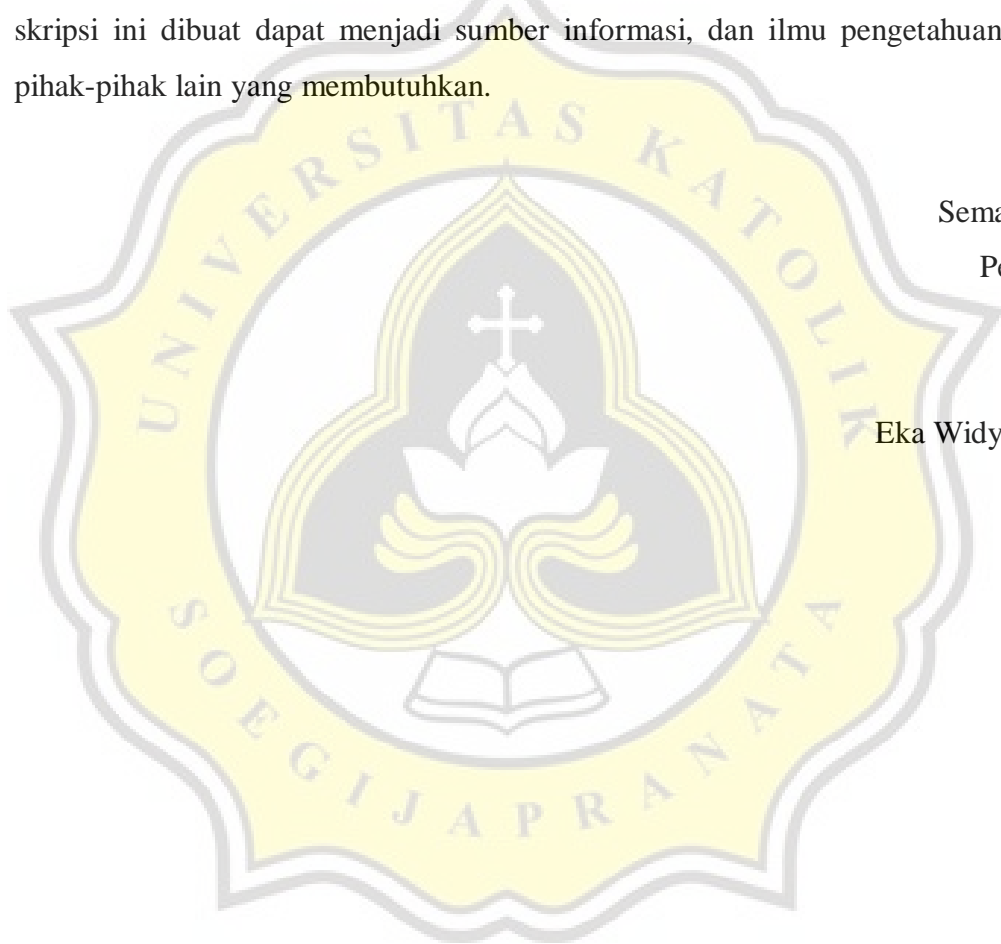 skripsi ini dibuat dapat menjadi sumber informasi, dan ilmu pengetahuan
pihak-pihak lain yang membutuhkan.
UNIVERSITAS KATOLIK
Sema
Pe
Eka Widy
SOEGIJAPRANATA